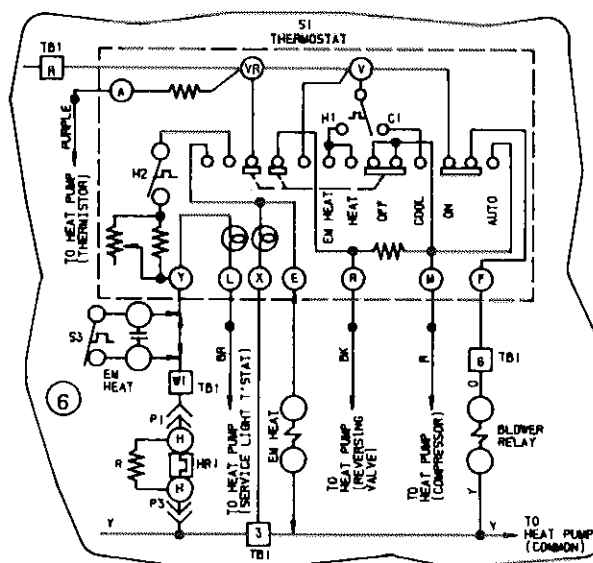 S1
THERMOSTAT
TB1
R
A
VR
V
PURPLE
TO HEAT PUMP
(THERMISTOR)
H1
C1
H2
EM HEAT
HEAT
OFF
COOL
ON
AUTO
Y
L
X
E
R
M
F
S3
EM
HEAT
6
W1
TB1
P1
H
R
HR1
H
P3
BR
TO HEAT PUMP
(SERVICE LIGHT T'STAT)
EM HEAT
BK
TO
HEAT PUMP
(REVERSING
VALVE)
R
TO
HEAT PUMP
(COMPRESSOR)
6
TB1
O
BLOWER
RELAY
Y
Y
3
TB1
Y
TO
HEAT PUMP
(COMMON)